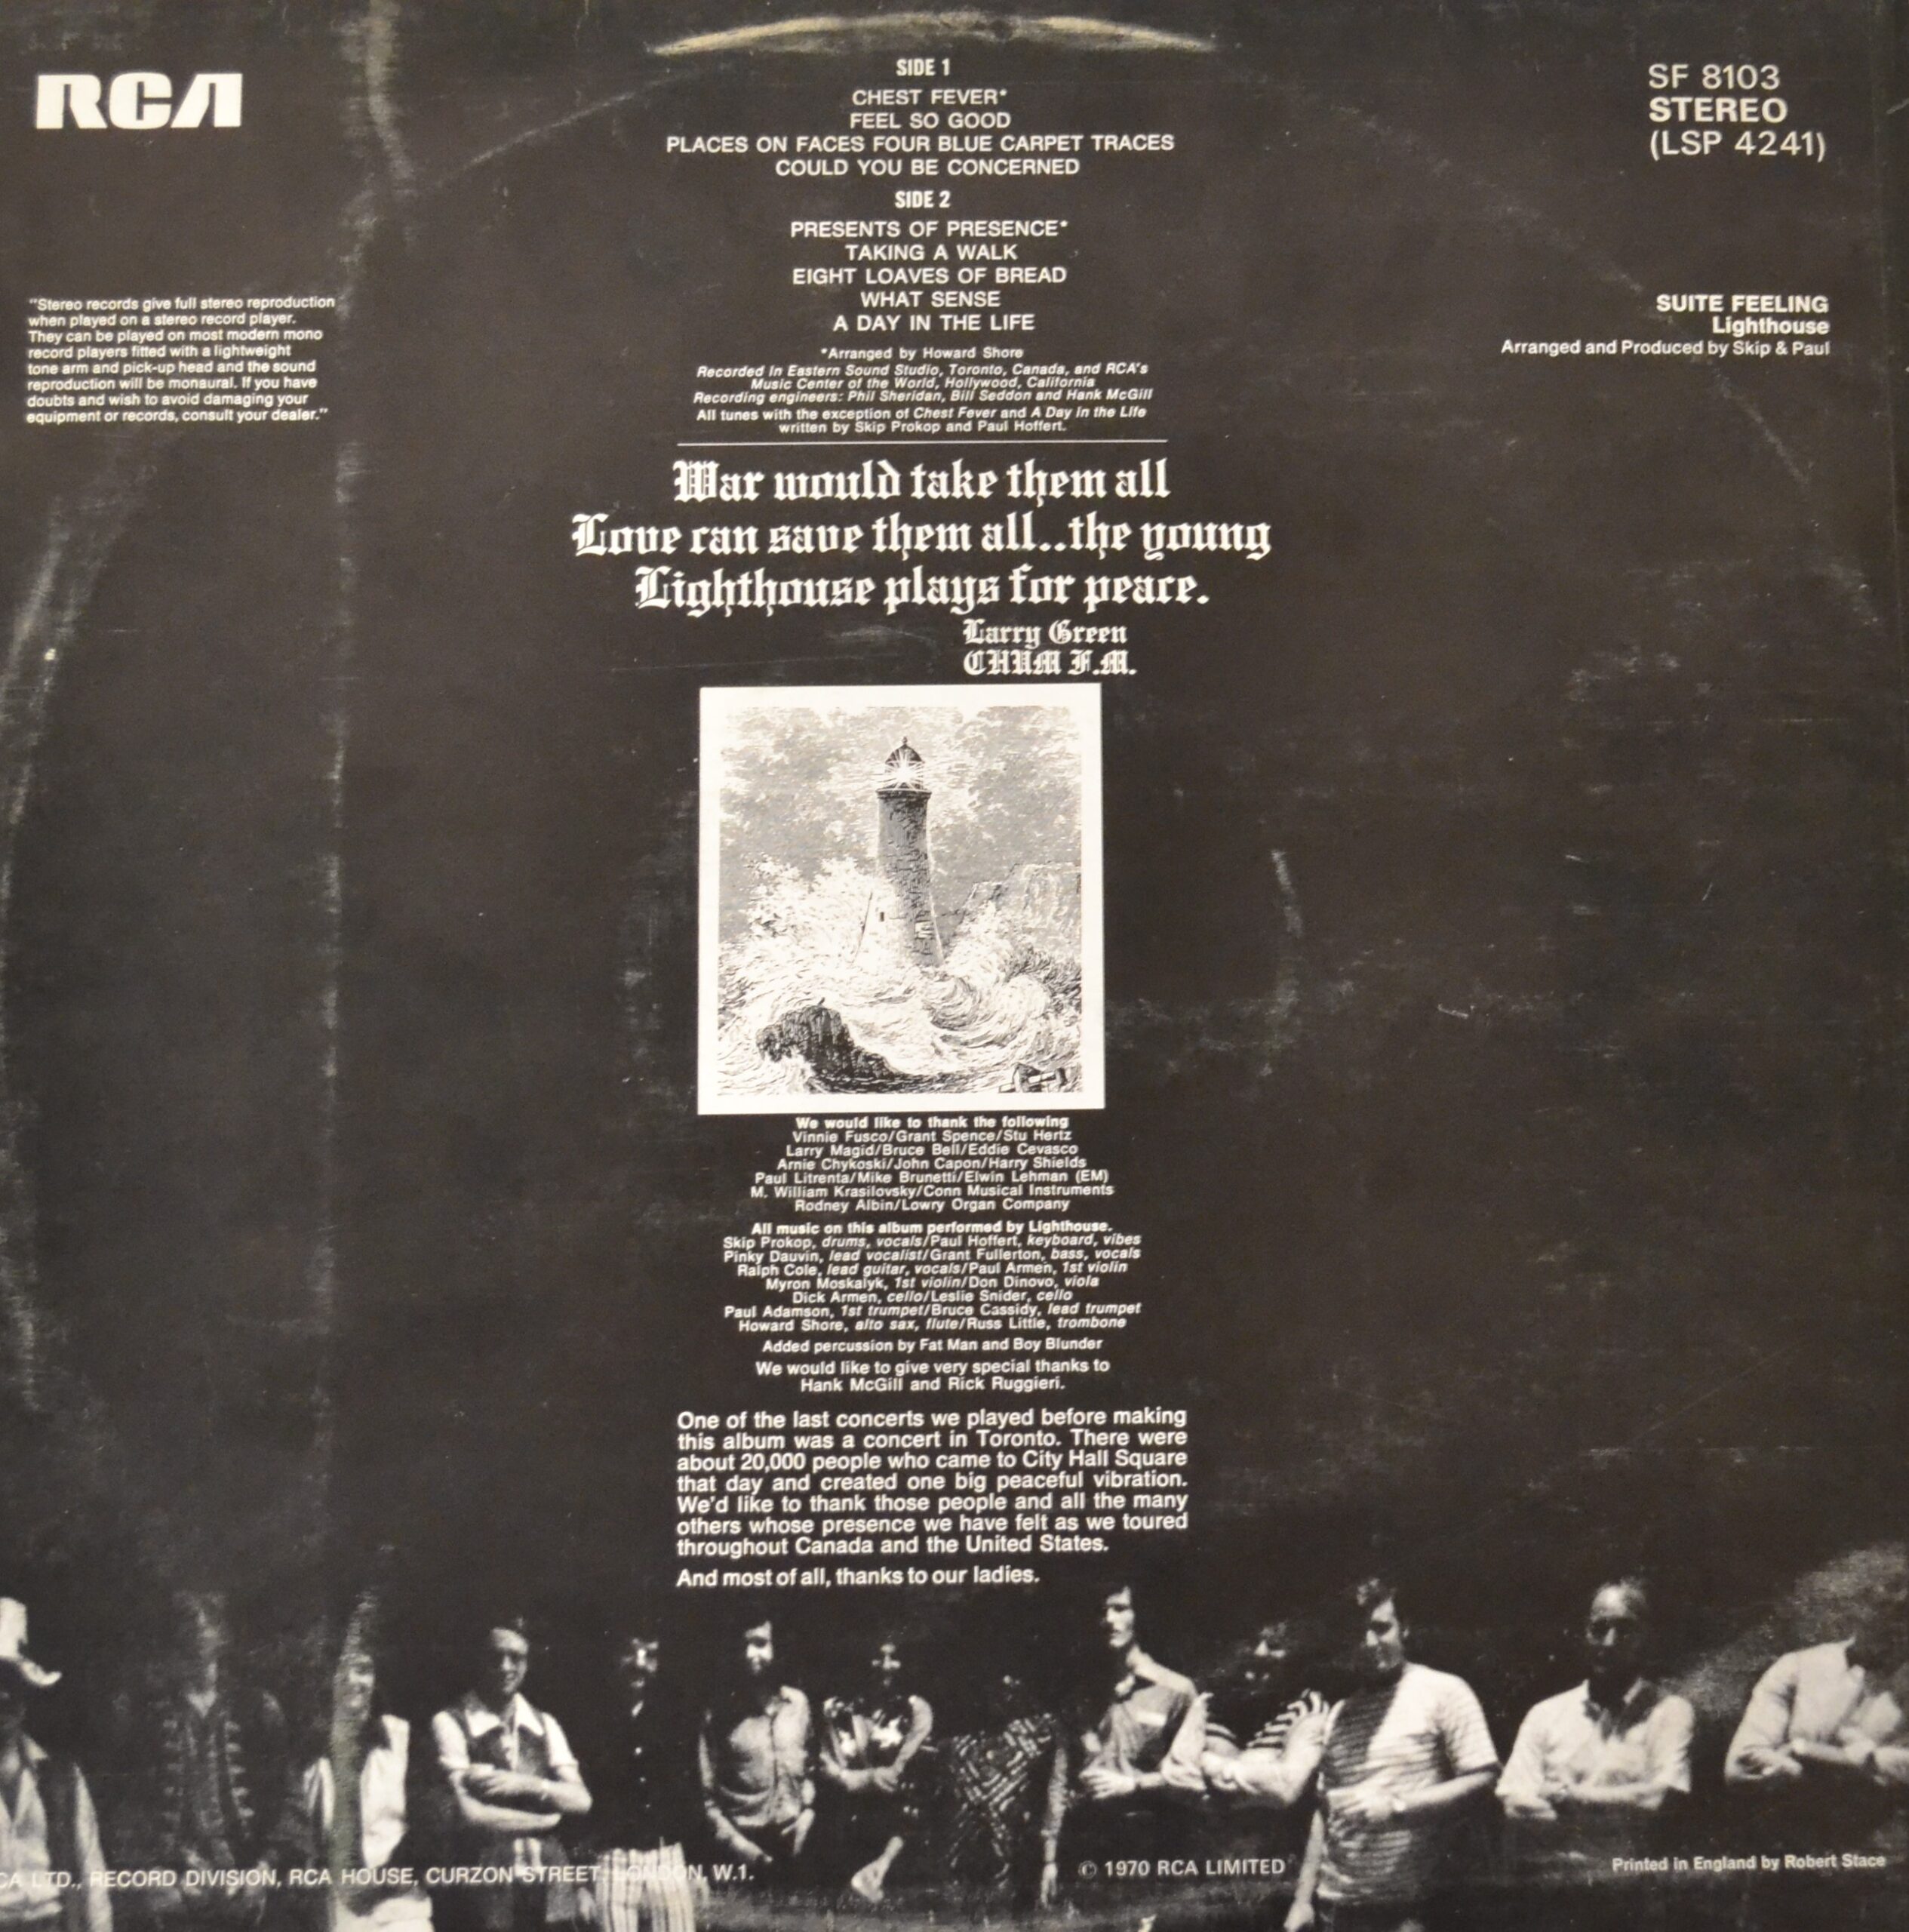 RCA
SIDE 1
CHEST FEVER*
FEEL SO GOOD
PLACES ON FACES FOUR BLUE CARPET TRACES
COULD YOU BE CONCERNED
SIDE 2
PRESENTS OF PRESENCE*
TAKING A WALK
EIGHT LOAVES OF BREAD
WHAT SENSE
A DAY IN THE LIFE
*Arranged by Howard Shore
Recorded in Eastern Sound Studio, Toronto, Canada, and RCA's
Music Center of the World, Hollywood, California
Recording engineers: Phil Sheridan, Bill Seddon and Hank McGill
All tunes with the exception of Chest Fever and A Day in the Life
written by Skip Prokop and Paul Hoffert.
SF 8103
STEREO
(LSP 4241)
"Stereo records give full stereo reproduction
when played on a stereo record player.
They can be played on most modern mono
record players fitted with a lightweight
tone arm and pick-up head and the sound
reproduction will be monaural. If you have
doubts and wish to avoid damaging your
equipment or records, consult your dealer."
SUITE FEELING
Lighthouse
Arranged and Produced by Skip & Paul
War would take them all
Love can save them all..the young
Lighthouse plays for peace.
Larry Green
CHUM F.M.
We would like to thank the following
Vinnie Fusco/Grant Spence/Stu Hertz
Larry Magid/Bruce Bell/Eddie Cevasco
Arnie Chykoski/John Capon/Harry Shields
Paul Litrenta/Mike Brunetti/Elwin Lehman (EM)
M. William Krasilovsky/Conn Musical Instruments
Rodney Albin/Lowry Organ Company
All music on this album performed by Lighthouse.
Skip Prokop, drums, vocals/Paul Hoffert, keyboard, vibes
Pinky Dauvin, lead vocalist/Grant Fullerton, bass, vocals
Ralph Cole, lead guitar, vocals/Paul Armen, 1st violin
Myron Moskalyk, 1st violin/Don Dinovo, viola
Dick Armen, cello/Leslie Snider, cello
Paul Adamson, 1st trumpet/Bruce Cassidy, lead trumpet
Howard Shore, alto sax, flute/Russ Little, trombone
Added percussion by Fat Man and Boy Blunder
We would like to give very special thanks to
Hank McGill and Rick Ruggieri.
One of the last concerts we played before making
this album was a concert in Toronto. There were
about 20,000 people who came to City Hall Square
that day and created one big peaceful vibration.
We'd like to thank those people and all the many
others whose presence we have felt as we toured
throughout Canada and the United States.
And most of all, thanks to our ladies.
CA LTD., RECORD DIVISION, RCA HOUSE, CURZON STREET, LONDON, W.1.
© 1970 RCA LIMITED
Printed in England by Robert Stace